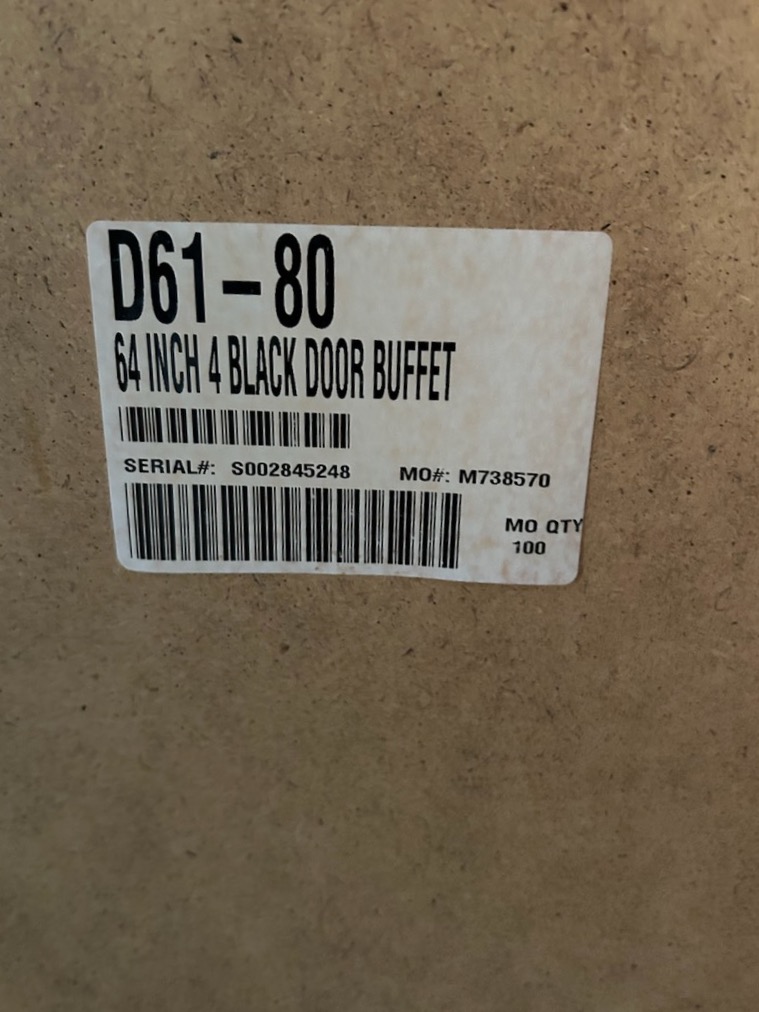 D61-80
64 INCH 4 BLACK DOOR BUFFET
SERIAL#: S002845248 MO#: M738570
MO QTY
100